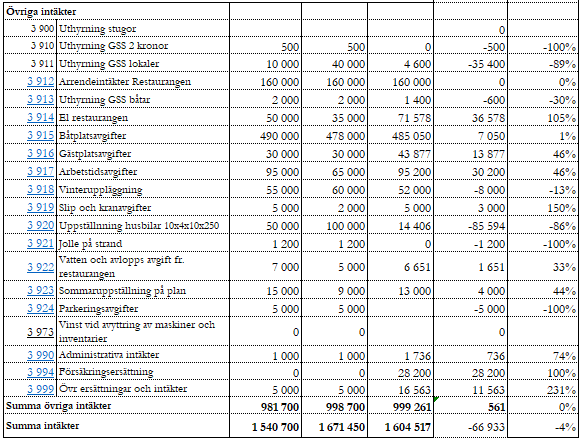 Övriga intäkter
3 900 Uthyrning stugor 0
3 910 Uthyrning GSS 2 kronor 500 500 0 -500 -100%
3 911 Uthyrning GSS lokaler 10 000 40 000 4 600 -35 400 -89%
3 912 Arrendeintäkter Restaurangen 160 000 160 000 160 000 0 0%
3 913 Uthyrning GSS båtar 2 000 2 000 1 400 -600 -30%
3 914 El restaurangen 50 000 35 000 71 578 36 578 105%
3 915 Båtplatsavgifter 490 000 478 000 485 050 7 050 1%
3 916 Gästplatsavgifter 30 000 30 000 43 877 13 877 46%
3 917 Arbetstidsavgifter 95 000 65 000 95 200 30 200 46%
3 918 Vinteruppläggning 55 000 60 000 52 000 -8 000 -13%
3 919 Slip och kranavgifter 5 000 2 000 5 000 3 000 150%
3 920 Uppställnning husbilar 10x4x10x250 50 000 100 000 14 406 -85 594 -86%
3 921 Jolle på strand 1 200 1 200 0 -1 200 -100%
3 922 Vatten och avlopps avgift fr. 7 000 5 000 6 651 1 651 33%
restaurangen
3 923 Sommaruppställning på plan 15 000 9 000 13 000 4 000 44%
3 924 Parkeringsavgifter 5 000 5 000 -5 000 -100%
3 973 Vinst vid avyttring av maskiner och 0 0 0
inventarier
3 990 Administrativa intäkter 1 000 1 000 1 736 736 74%
3 994 Försäkringsersättning 0 0 28 200 28 200 100%
3 999 Övr ersättningar och intäkter 5 000 5 000 16 563 11 563 231%
Summa övriga intäkter 981 700 998 700 999 261 561 0%
Summa intäkter 1 540 700 1 671 450 1 604 517 -66 933 -4%